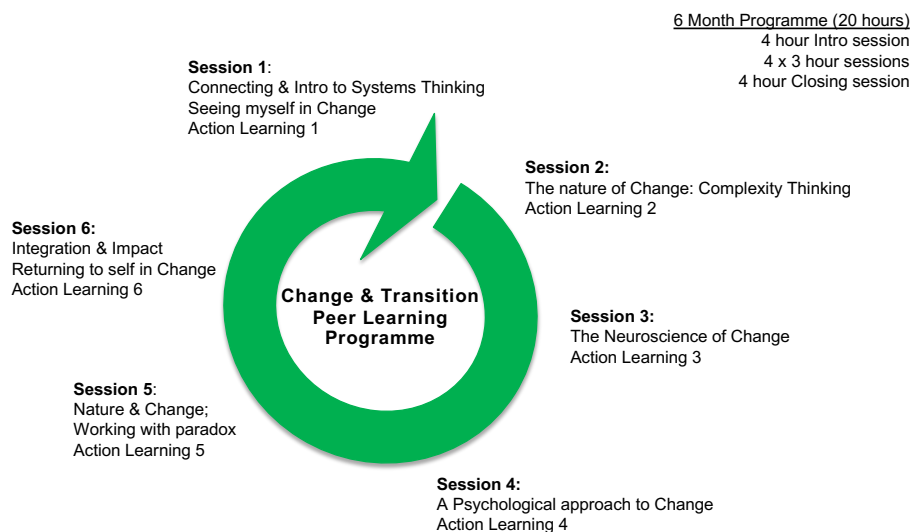 6 Month Programme (20 hours)
4 hour Intro session
4 x 3 hour sessions
4 hour Closing session
Session 1:
Connecting & Intro to Systems Thinking
Seeing myself in Change
Action Learning 1
Session 2:
The nature of Change: Complexity Thinking
Action Learning 2
Session 3:
The Neuroscience of Change
Action Learning 3
Session 4:
A Psychological approach to Change
Action Learning 4
Session 5:
Nature & Change;
Working with paradox
Action Learning 5
Session 6:
Integration & Impact
Returning to self in Change
Action Learning 6
Change & Transition
Peer Learning
Programme